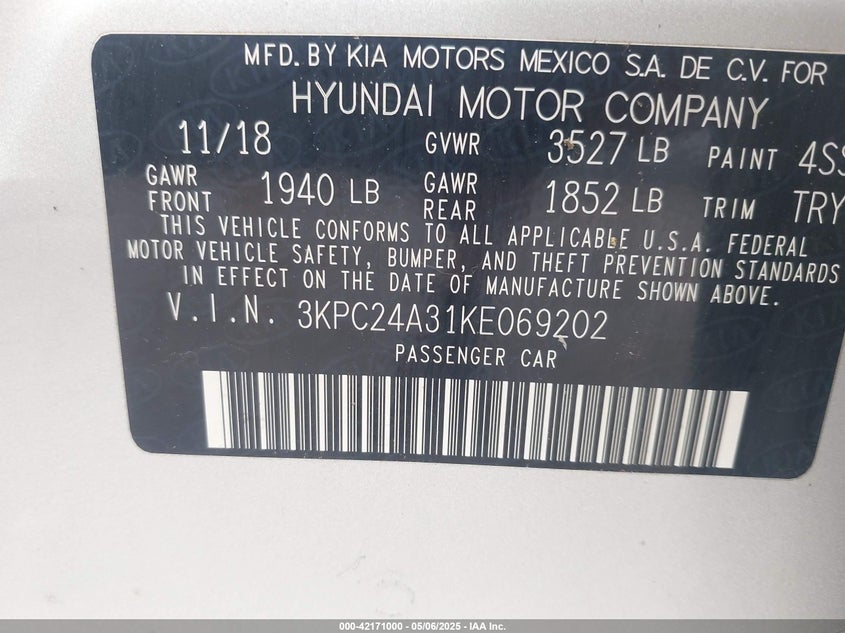 MFD. BY KIA MOTORS MEXICO S.A. DE C.V. FOR
HYUNDAI MOTOR COMPANY
11/18 GVWR 3527 LB PAINT 4SS
GAWR FRONT 1940 LB GAWR REAR 1852 LB TRIM TRY
THIS VEHICLE CONFORMS TO ALL APPLICABLE U.S.A. FEDERAL
MOTOR VEHICLE SAFETY, BUMPER, AND THEFT PREVENTION STANDARDS
IN EFFECT ON THE DATE OF MANUFACTURE SHOWN ABOVE.
V.I.N. 3KPC24A31KE069202
PASSENGER CAR
000-42171000 - 05/06/2025 - IAA Inc.